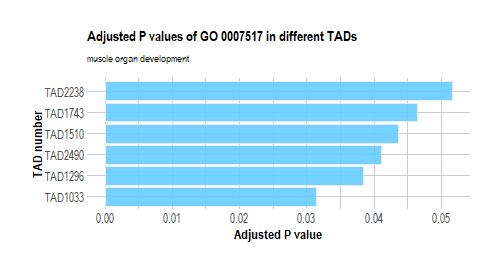 Adjusted P values of GO 0007517 in different TADs
muscle organ development
TAD number
TAD2238
TAD1743
TAD1510
TAD2490
TAD1296
TAD1033
0.00 0.01 0.02 0.03 0.04 0.05
Adjusted P value